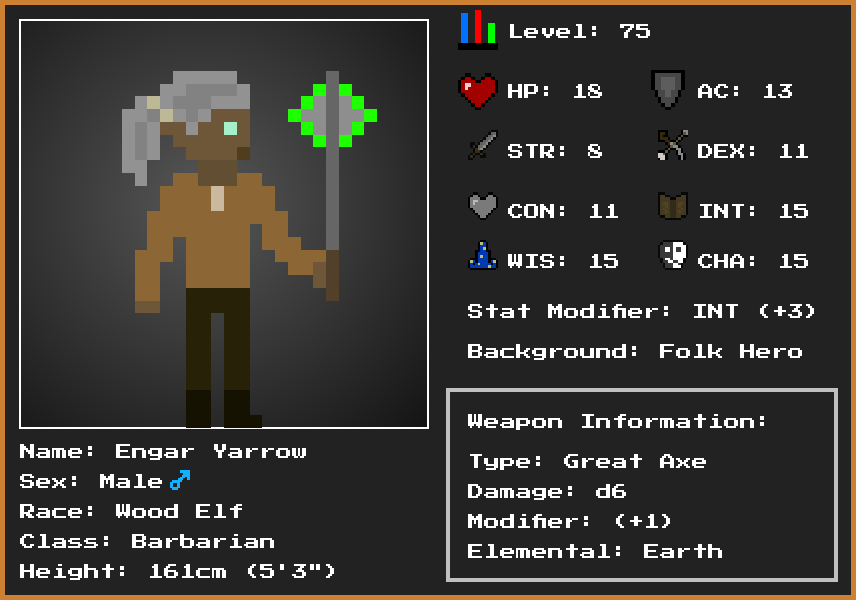 Level: 75
HP: 18
AC: 13
STR: 8
DEX: 11
CON: 11
INT: 15
WIS: 15
CHA: 15
Stat Modifier: INT (+3)
Background: Folk Hero
Weapon Information:
Type: Great Axe
Damage: d6
Modifier: (+1)
Elemental: Earth
Name: Engar Yarrow
Sex: Male♂
Race: Wood Elf
Class: Barbarian
Height: 161cm (5'3")